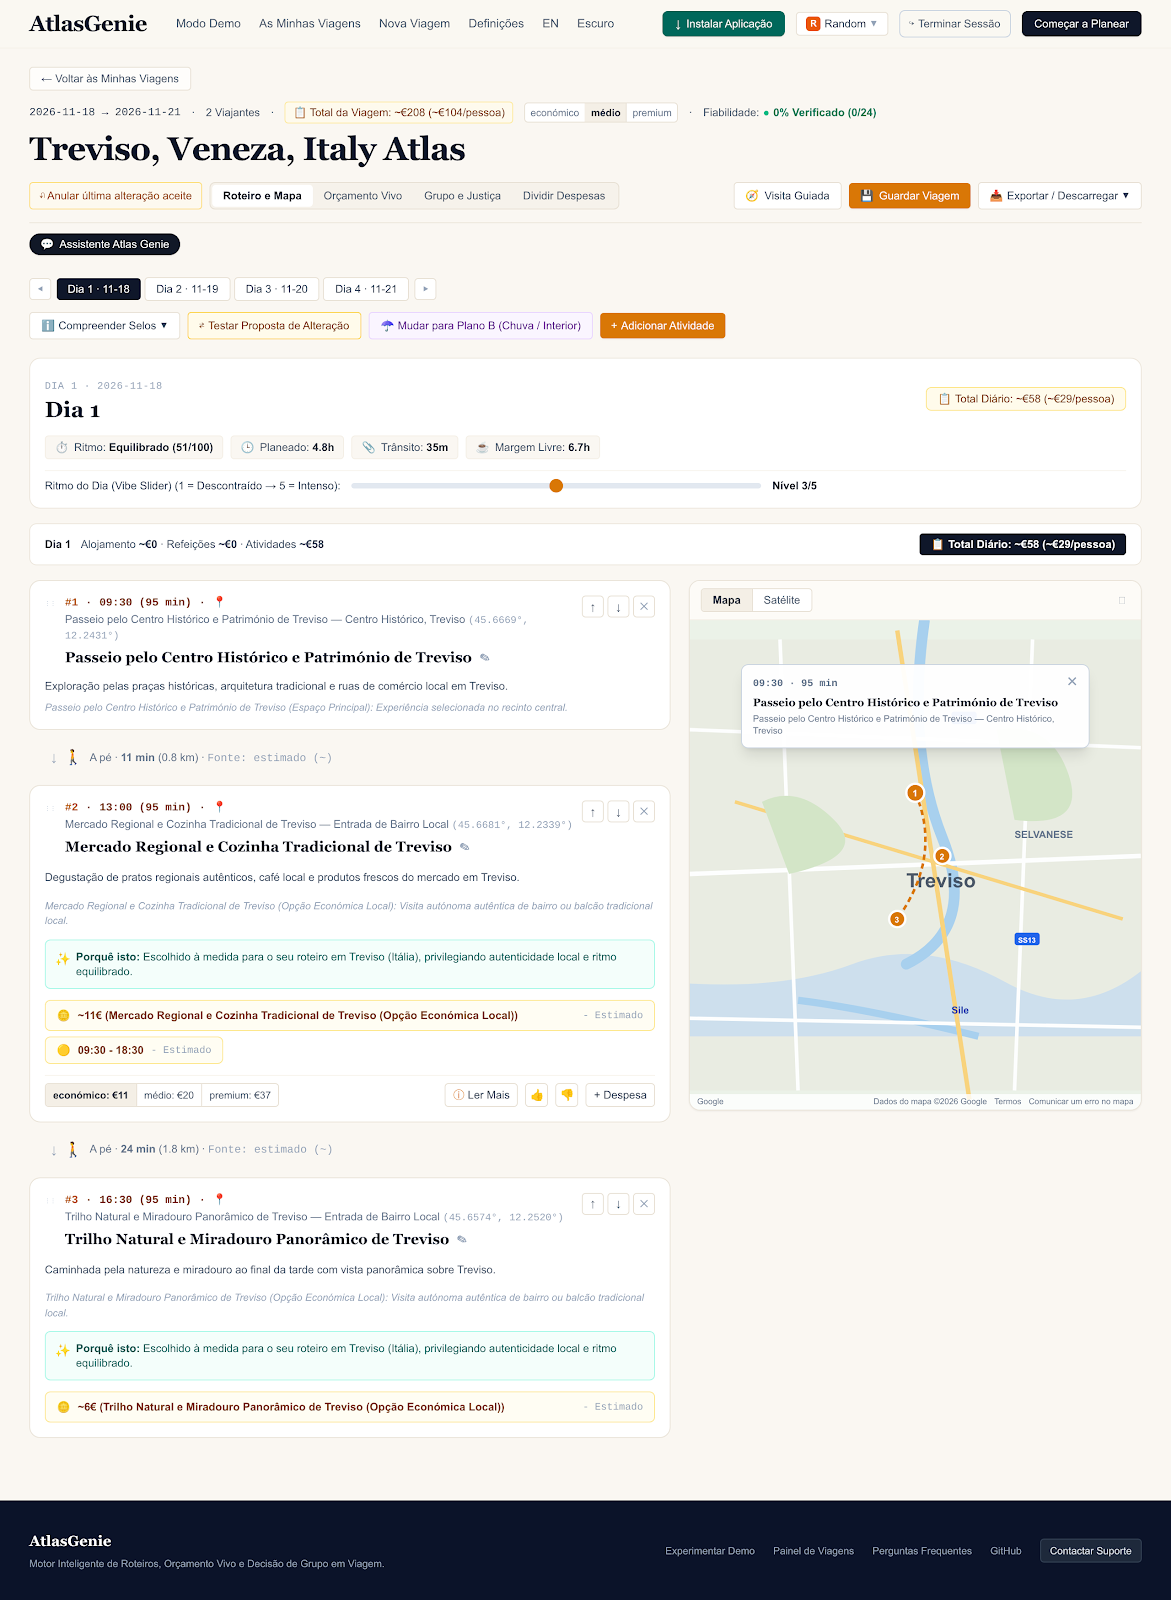 AtlasGenie
Modo Demo
As Minhas Viagens
Nova Viagem
Definições
EN
Escuro
↓ Instalar Aplicação
R Random ▼
Terminar Sessão
Começar a Planear
← Voltar às Minhas Viagens
2026-11-18 → 2026-11-21 · 2 Viajantes · 📋 Total da Viagem: ~€208 (~€104/pessoa) económico médio premium · Fiabilidade: ● 0% Verificado (0/24)
Treviso, Veneza, Italy Atlas
Anular última alteração aceite
Roteiro e Mapa
Orçamento Vivo
Grupo e Justiça
Dividir Despesas
🧭 Visita Guiada
💾 Guardar Viagem
📥 Exportar / Descarregar ▼
💬 Assistente Atlas Genie
Dia 1 · 11-18
Dia 2 · 11-19
Dia 3 · 11-20
Dia 4 · 11-21
ℹ️ Compreender Selos ▼
Testar Proposta de Alteração
☂️ Mudar para Plano B (Chuva / Interior)
+ Adicionar Atividade
DIA 1 · 2026-11-18
Dia 1
📋 Total Diário: ~€58 (~€29/pessoa)
⏱️ Ritmo: Equilibrado (51/100)
🕒 Planeado: 4.8h
📎 Trânsito: 35m
☕ Margem Livre: 6.7h
Ritmo do Dia (Vibe Slider) (1 = Descontraído → 5 = Intenso):
Nível 3/5
Dia 1 Alojamento ~€0 · Refeições ~€0 · Atividades ~€58
📋 Total Diário: ~€58 (~€29/pessoa)
#1 · 09:30 (95 min) · 📍
Passeio pelo Centro Histórico e Património de Treviso — Centro Histórico, Treviso (45.6669°,
12.2431°)
↑ ↓ ✕
Passeio pelo Centro Histórico e Património de Treviso ✎
Exploração pelas praças históricas, arquitetura tradicional e ruas de comércio local em Treviso.
Passeio pelo Centro Histórico e Património de Treviso (Espaço Principal): Experiência selecionada no recinto central.
↓ 🚶 A pé · 11 min (0.8 km) · Fonte: estimado (~)
#2 · 13:00 (95 min) · 📍
Mercado Regional e Cozinha Tradicional de Treviso — Entrada de Bairro Local (45.6681°, 12.2339°)
↑ ↓ ✕
Mercado Regional e Cozinha Tradicional de Treviso ✎
Degustação de pratos regionais autênticos, café local e produtos frescos do mercado em Treviso.
Mercado Regional e Cozinha Tradicional de Treviso (Opção Económica Local): Visita autónoma autêntica de bairro ou balcão tradicional
local.
✨ Porquê isto: Escolhido à medida para o seu roteiro em Treviso (Itália), privilegiando autenticidade local e ritmo
equilibrado.
🪙 ~11€ (Mercado Regional e Cozinha Tradicional de Treviso (Opção Económica Local)) - Estimado
🟡 09:30 - 18:30 - Estimado
económico: €11
médio: €20
premium: €37
ⓘ Ler Mais
👍
👎
+ Despesa
↓ 🚶 A pé · 24 min (1.8 km) · Fonte: estimado (~)
#3 · 16:30 (95 min) · 📍
Trilho Natural e Miradouro Panorâmico de Treviso — Entrada de Bairro Local (45.6574°, 12.2520°)
↑ ↓ ✕
Trilho Natural e Miradouro Panorâmico de Treviso ✎
Caminhada pela natureza e miradouro ao final da tarde com vista panorâmica sobre Treviso.
Trilho Natural e Miradouro Panorâmico de Treviso (Opção Económica Local): Visita autónoma autêntica de bairro ou balcão tradicional
local.
✨ Porquê isto: Escolhido à medida para o seu roteiro em Treviso (Itália), privilegiando autenticidade local e ritmo
equilibrado.
🪙 ~6€ (Trilho Natural e Miradouro Panorâmico de Treviso (Opção Económica Local)) - Estimado
Mapa
Satélite
09:30 · 95 min ✕
Passeio pelo Centro Histórico e Património de Treviso
Passeio pelo Centro Histórico e Património de Treviso — Centro Histórico,
Treviso
1
SELVANESE
2
Treviso
3
SS13
Sile
Google
Dados do mapa ©2026 Google
Termos
Comunicar um erro no mapa
AtlasGenie
Motor Inteligente de Roteiros, Orçamento Vivo e Decisão de Grupo em Viagem.
Experimentar Demo
Painel de Viagens
Perguntas Frequentes
GitHub
Contactar Suporte